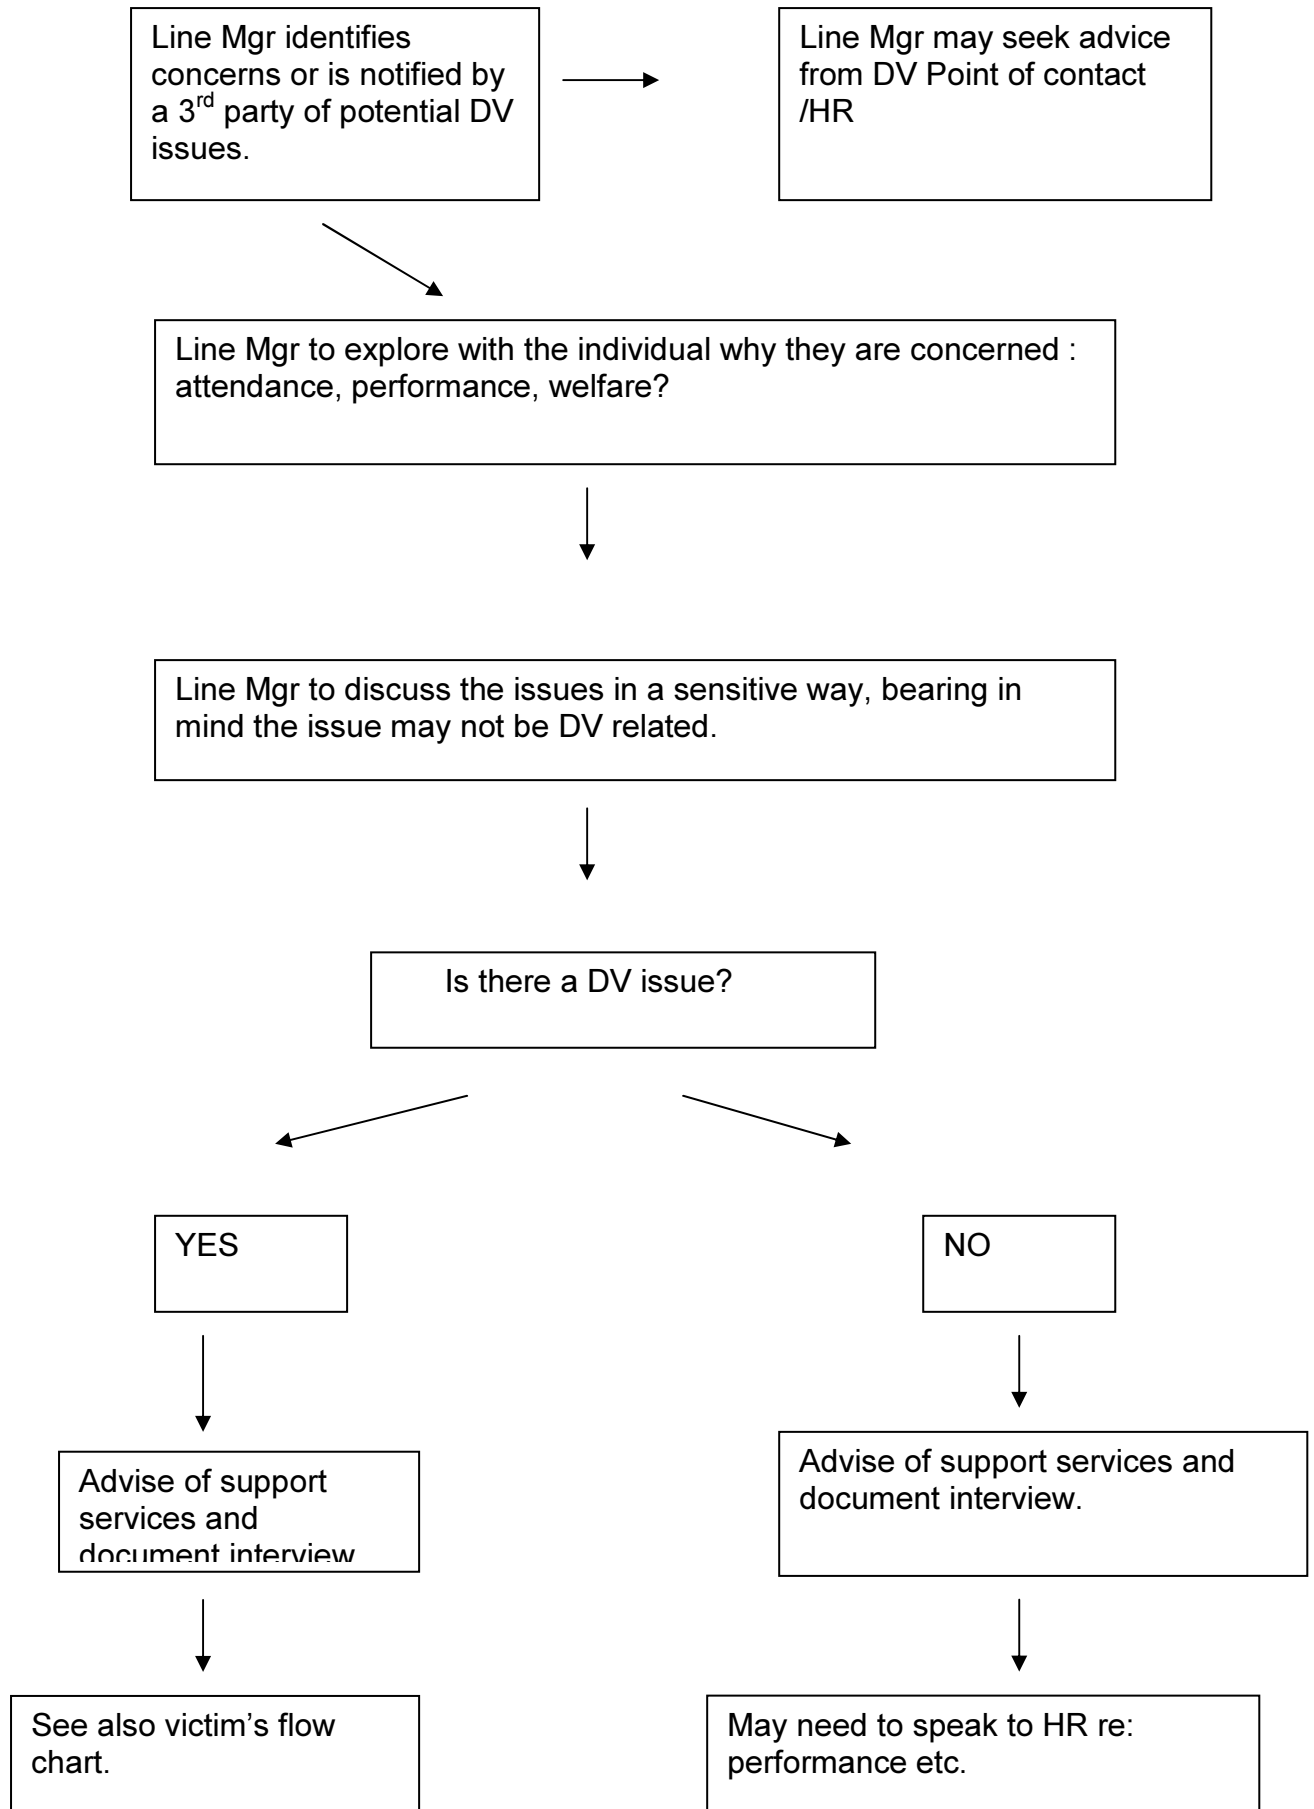 Line Mgr identifies
concerns or is notified by
a 3rd party of potential DV
issues.
Line Mgr may seek advice
from DV Point of contact
/HR
Line Mgr to explore with the individual why they are concerned :
attendance, performance, welfare?
Line Mgr to discuss the issues in a sensitive way, bearing in
mind the issue may not be DV related.
Is there a DV issue?
YES
NO
Advise of support
services and
document interview
Advise of support services and
document interview.
See also victim’s flow
chart.
May need to speak to HR re:
performance etc.